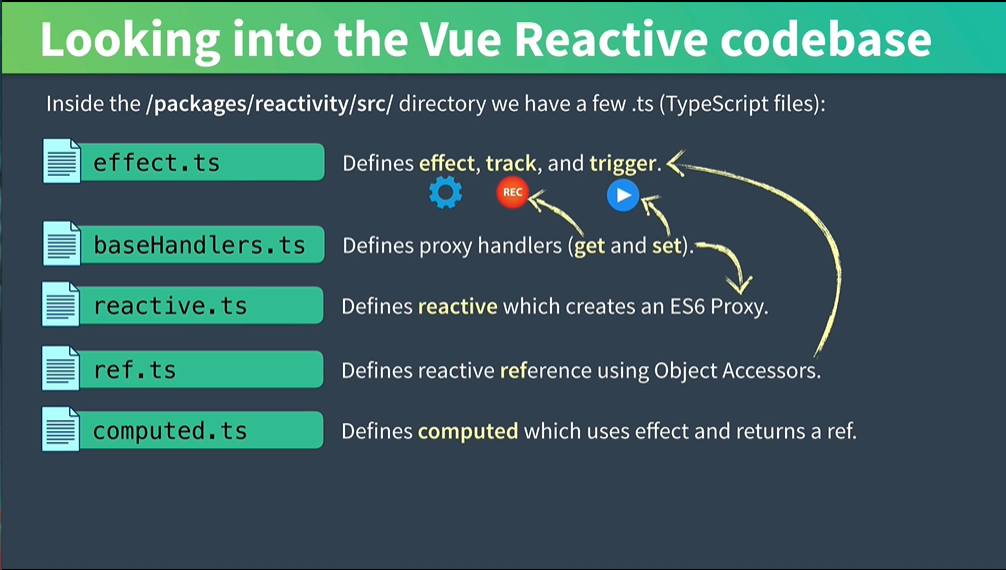 Looking into the Vue Reactive codebase
Inside the /packages/reactivity/src/ directory we have a few .ts (TypeScript files):
effect.ts Defines effect, track, and trigger.
REC
baseHandlers.ts Defines proxy handlers (get and set).
reactive.ts Defines reactive which creates an ES6 Proxy.
ref.ts Defines reactive reference using Object Accessors.
computed.ts Defines computed which uses effect and returns a ref.